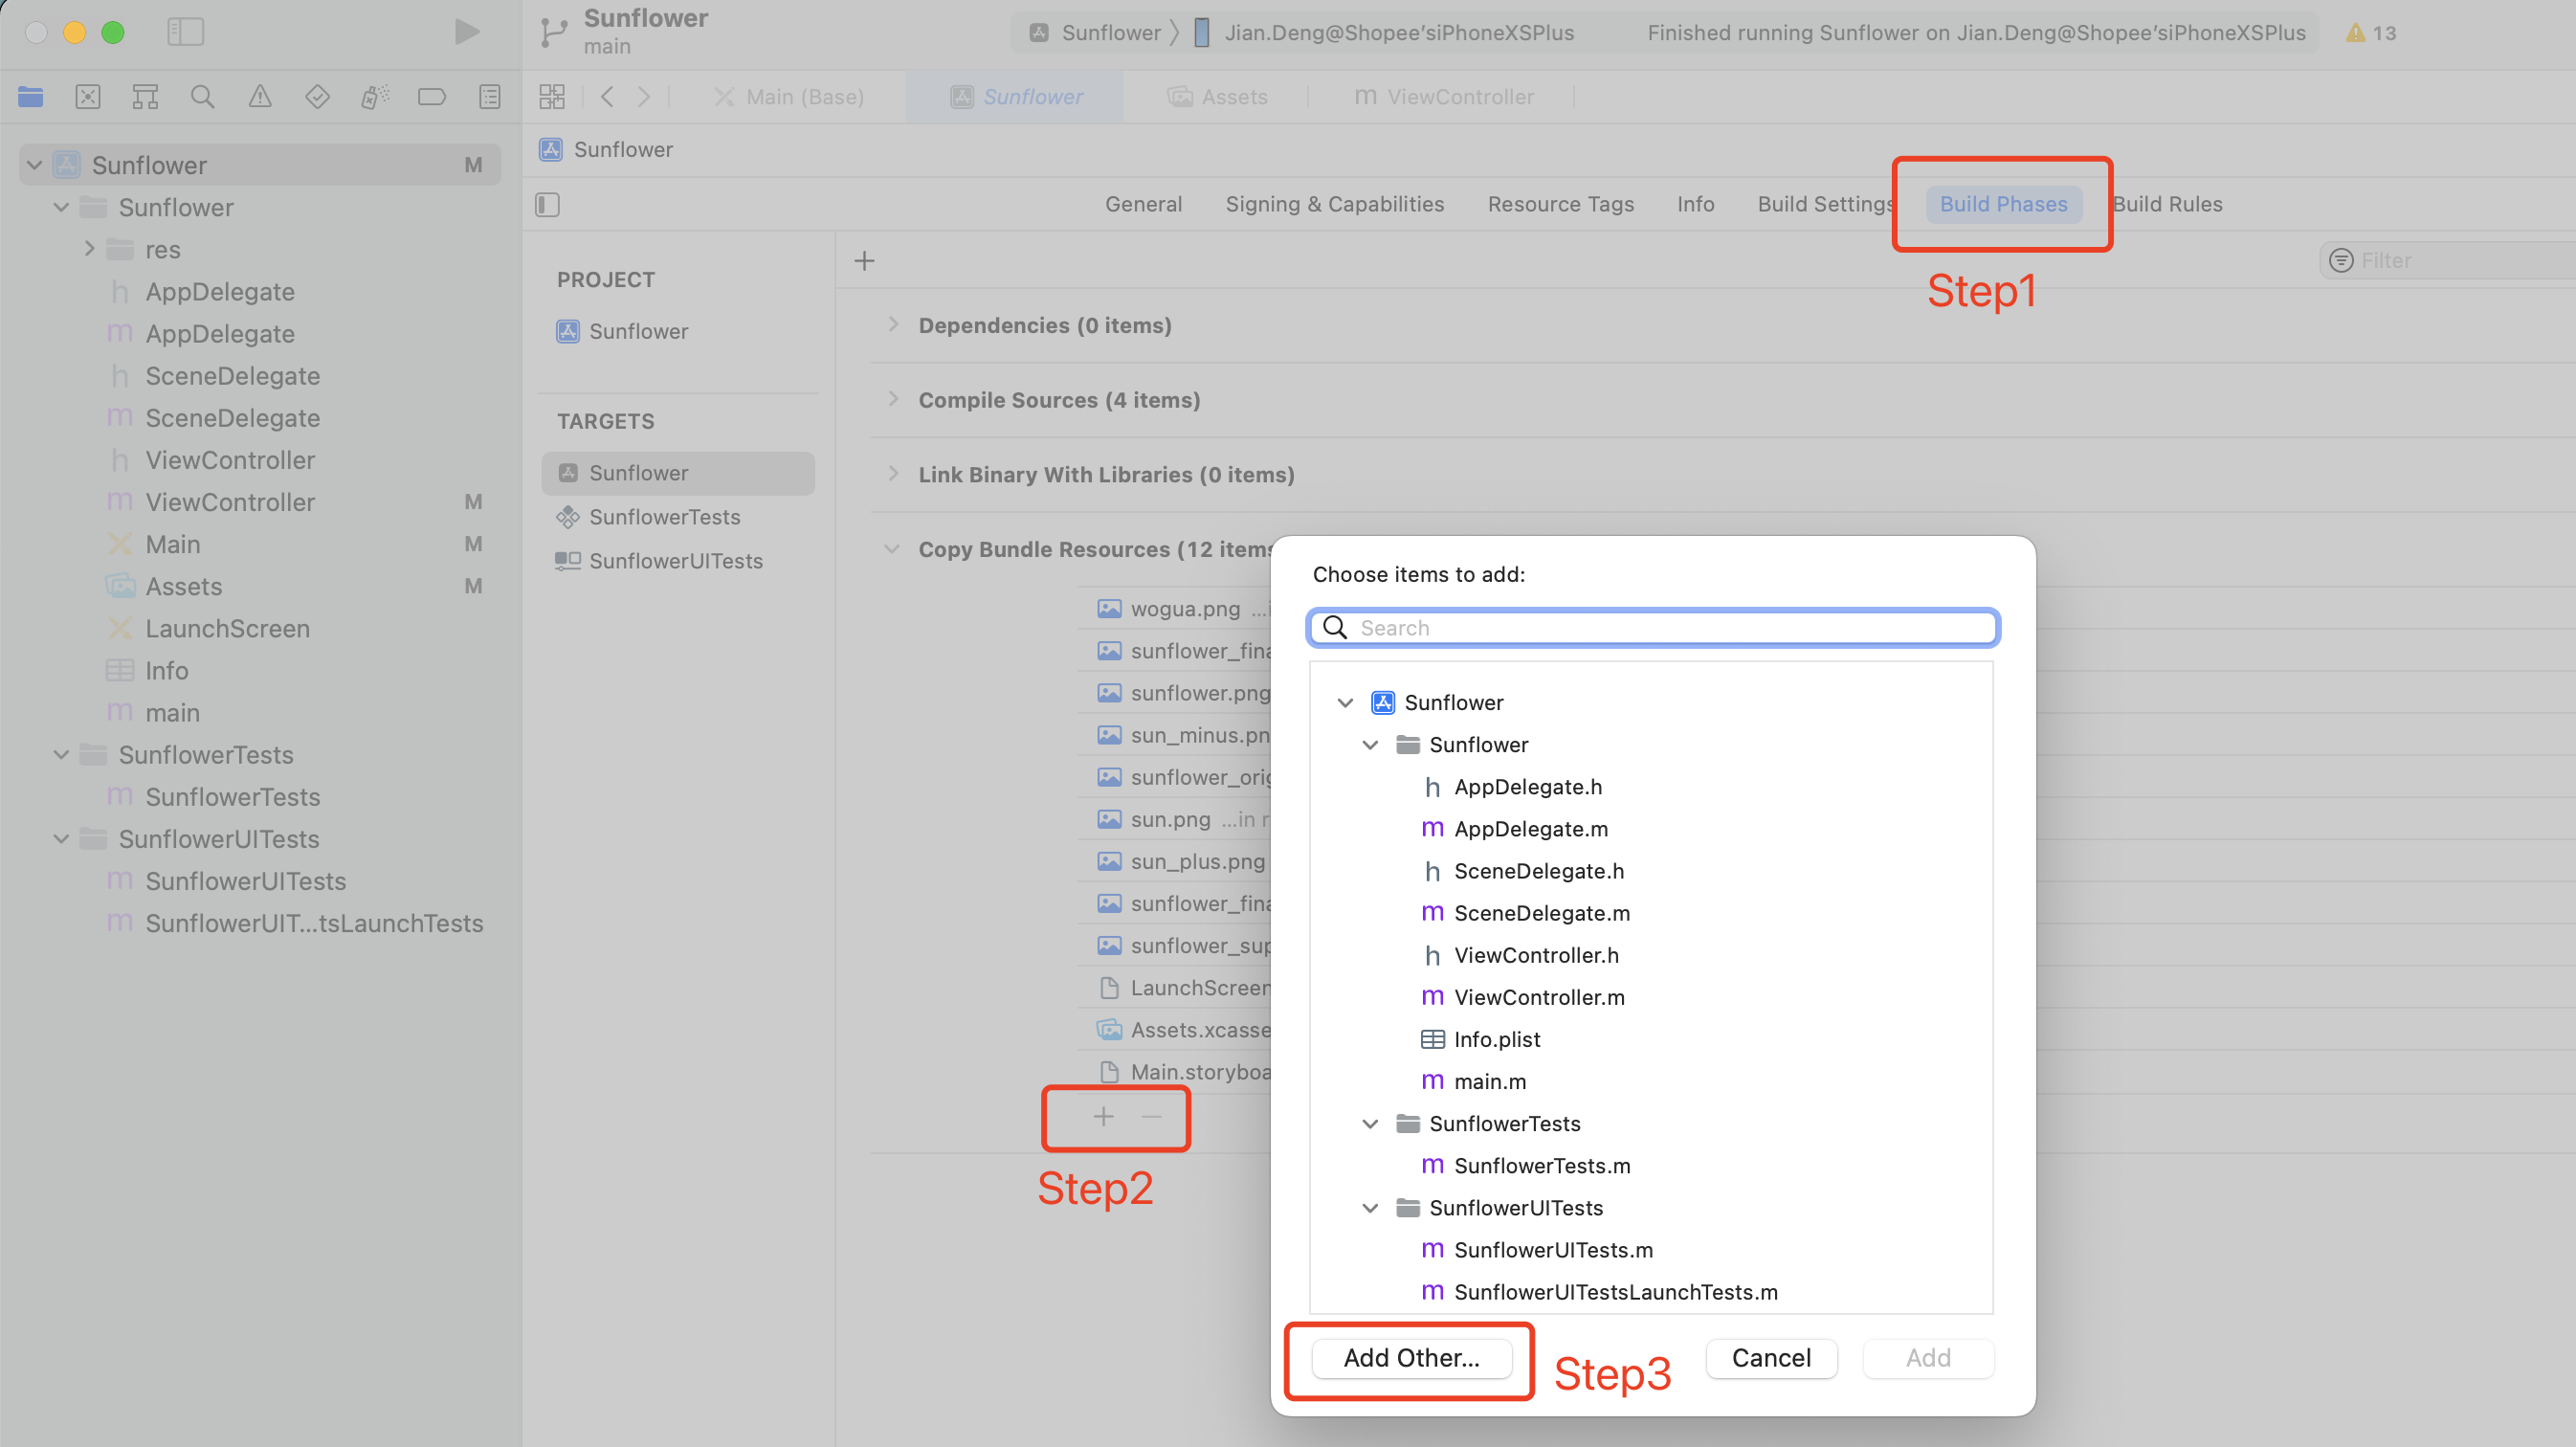 Sunflower
main
Sunflower
Jian.Deng@Shopee’siPhoneXSPlus
Finished running Sunflower on Jian.Deng@Shopee’siPhoneXSPlus
13
Main (Base)
Sunflower
Assets
m ViewController
Sunflower
General
Signing & Capabilities
Resource Tags
Info
Build Settings
Build Phases
Build Rules
Step1
Filter
Sunflower M
Sunflower
res
h AppDelegate
m AppDelegate
h SceneDelegate
m SceneDelegate
h ViewController
m ViewController M
Main M
Assets M
LaunchScreen
Info
m main
SunflowerTests
m SunflowerTests
SunflowerUITests
m SunflowerUITests
m SunflowerUIT...tsLaunchTests
PROJECT
Sunflower
TARGETS
Sunflower
SunflowerTests
SunflowerUITests
Dependencies (0 items)
Compile Sources (4 items)
Link Binary With Libraries (0 items)
Copy Bundle Resources (12 items
wogua.png ...i
sunflower_fina
sunflower.png
sun_minus.pn
sunflower_orig
sun.png ...in r
sun_plus.png
sunflower_fina
sunflower_sup
LaunchScreen
Assets.xcasse
Main.storyboa
Step2
Choose items to add:
Search
Sunflower
Sunflower
h AppDelegate.h
m AppDelegate.m
h SceneDelegate.h
m SceneDelegate.m
h ViewController.h
m ViewController.m
Info.plist
m main.m
SunflowerTests
m SunflowerTests.m
SunflowerUITests
m SunflowerUITests.m
m SunflowerUITestsLaunchTests.m
Add Other...
Step3
Cancel
Add